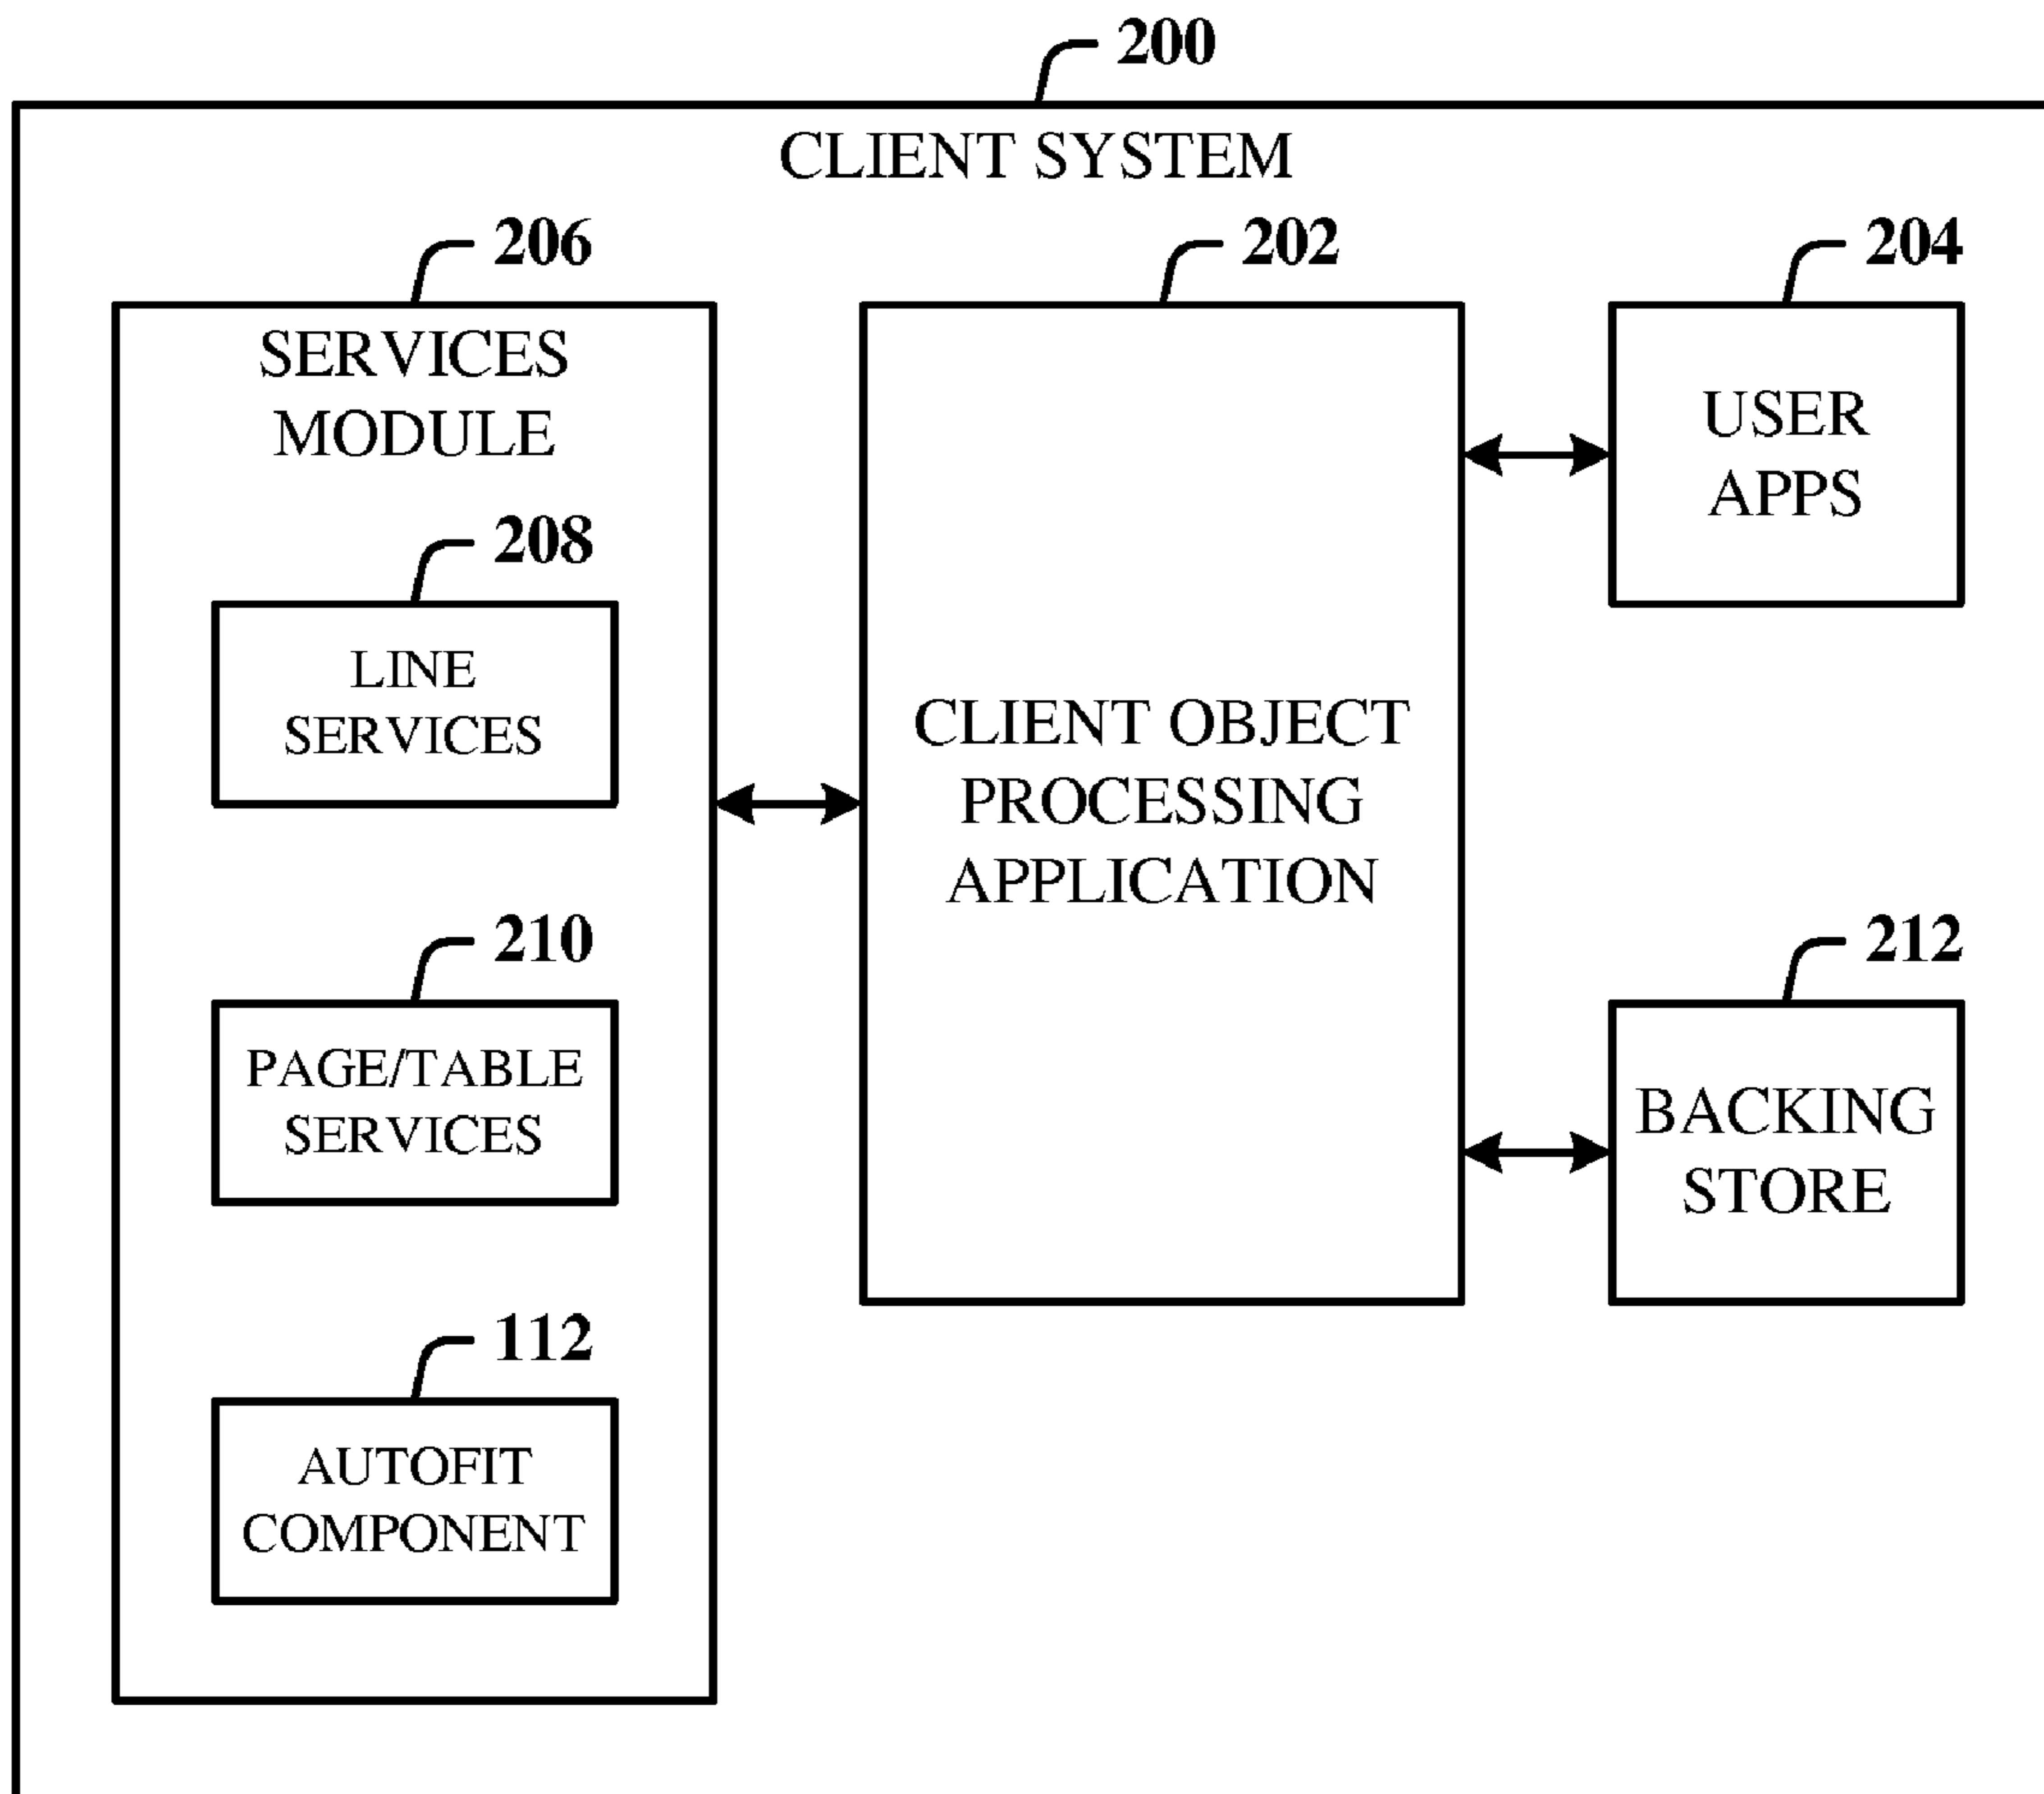 200
CLIENT SYSTEM
206
SERVICES
MODULE
208
LINE
SERVICES
210
PAGE/TABLE
SERVICES
112
AUTOFIT
COMPONENT
202
CLIENT OBJECT
PROCESSING
APPLICATION
204
USER
APPS
212
BACKING
STORE